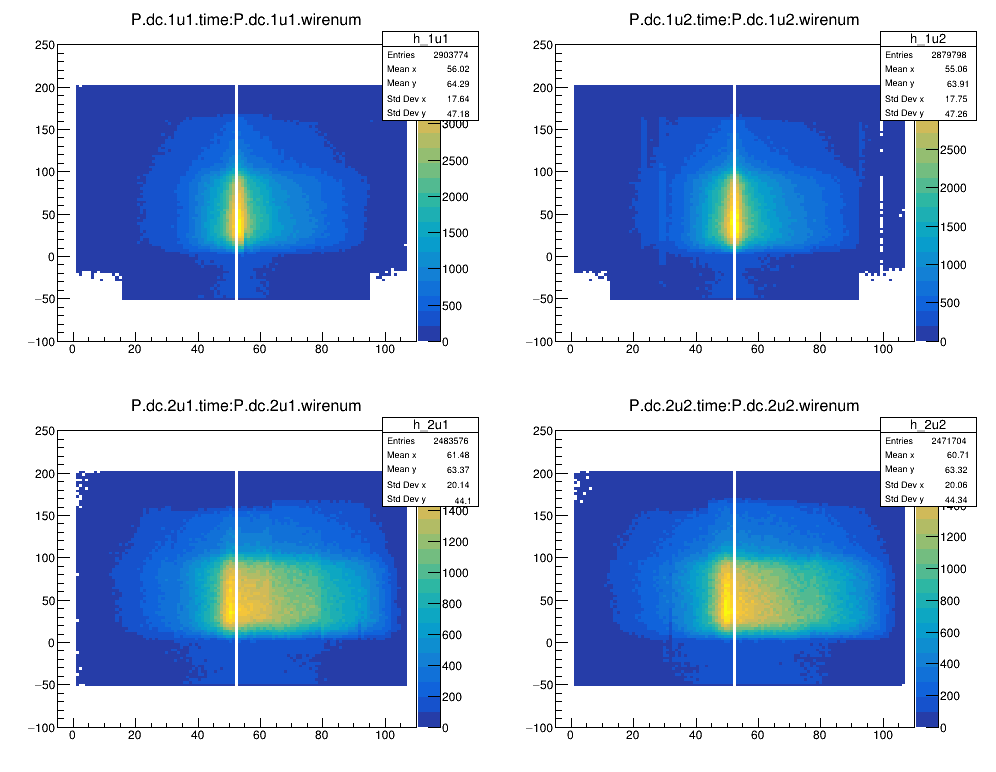 P.dc.1u1.time:P.dc.1u1.wirenum
h_1u1
Entries 2903774
Mean x 56.02
Mean y 64.29
Std Dev x 17.64
Std Dev y 47.18
250
200
150
100
50
0
−50
−100
0 20 40 60 80 100
3000
2500
2000
1500
1000
500
0
P.dc.1u2.time:P.dc.1u2.wirenum
h_1u2
Entries 2879798
Mean x 55.06
Mean y 63.91
Std Dev x 17.75
Std Dev y 47.26
250
200
150
100
50
0
−50
−100
0 20 40 60 80 100
2500
2000
1500
1000
500
0
P.dc.2u1.time:P.dc.2u1.wirenum
h_2u1
Entries 2483576
Mean x 61.48
Mean y 63.37
Std Dev x 20.14
Std Dev y 44.1
250
200
150
100
50
0
−50
−100
0 20 40 60 80 100
1400
1200
1000
800
600
400
200
0
P.dc.2u2.time:P.dc.2u2.wirenum
h_2u2
Entries 2471704
Mean x 60.71
Mean y 63.32
Std Dev x 20.06
Std Dev y 44.34
250
200
150
100
50
0
−50
−100
0 20 40 60 80 100
1400
1200
1000
800
600
400
200
0